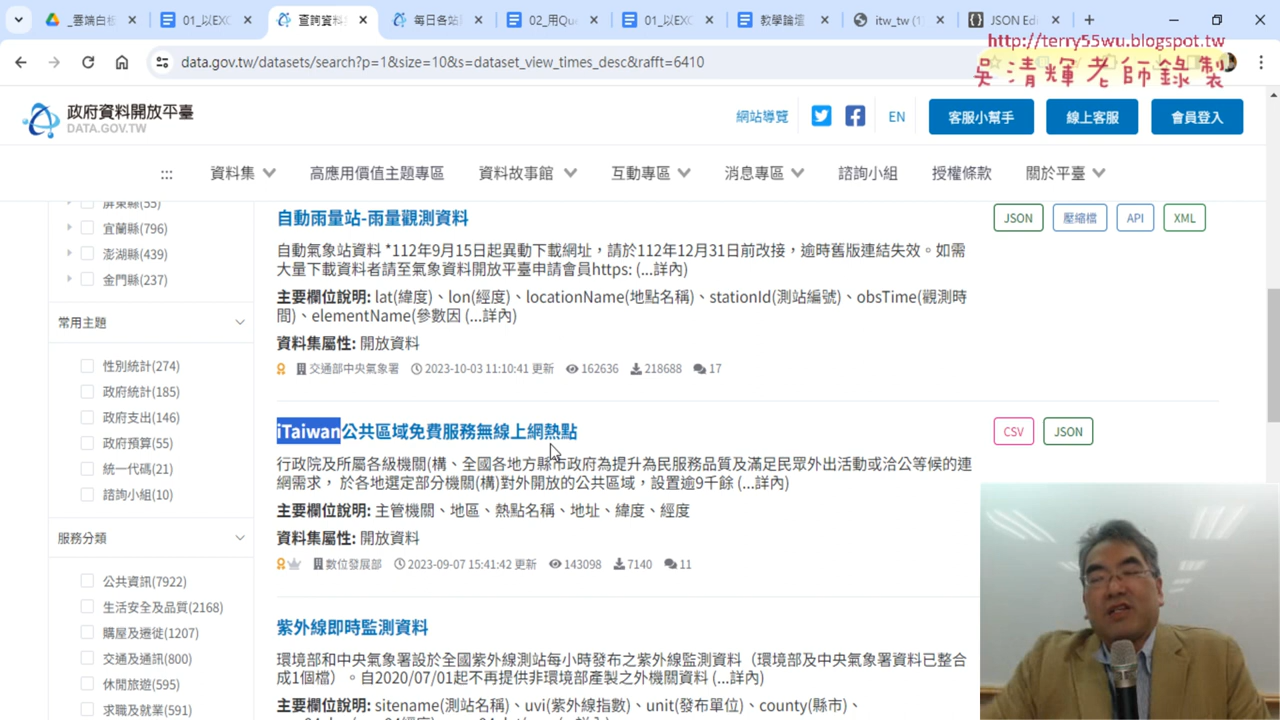 _雲端白板
01_以EXC
查詢資料
每日各站
02_用Qu
01_以EXC
教學論壇
itw_tw (1
JSON Edi
http://terry55wu.blogspot.tw
data.gov.tw/datasets/search?p=1&size=10&s=dataset_view_times_desc&rafft=6410
吳清輝老師錄製
政府資料開放平臺
DATA.GOV.TW
網站導覽
EN
客服小幫手
線上客服
會員登入
:::
資料集
高應用價值主題專區
資料故事館
互動專區
消息專區
諮詢小組
授權條款
關於平臺
屏東縣(55)
宜蘭縣(796)
澎湖縣(439)
金門縣(237)
常用主題
性別統計(274)
政府統計(185)
政府支出(146)
政府預算(55)
統一代碼(21)
諮詢小組(10)
服務分類
公共資訊(7922)
生活安全及品質(2168)
購屋及遷徙(1207)
交通及通訊(800)
休閒旅遊(595)
求職及就業(591)
自動雨量站-雨量觀測資料
JSON
壓縮檔
API
XML
自動氣象站資料 *112年9月15日起異動下載網址，請於112年12月31日前改接，逾時舊版連結失效。如需
大量下載資料者請至氣象資料開放平臺申請會員https: (...詳內)
主要欄位說明: lat(緯度)、lon(經度)、locationName(地點名稱)、stationId(測站編號)、obsTime(觀測時
間)、elementName(參數因 (...詳內)
資料集屬性: 開放資料
交通部中央氣象署 2023-10-03 11:10:41 更新 162636 218688 17
iTaiwan公共區域免費服務無線上網熱點
CSV
JSON
行政院及所屬各級機關(構、全國各地方縣市政府為提升為民服務品質及滿足民眾外出活動或洽公等候的連
網需求， 於各地選定部分機關(構)對外開放的公共區域，設置逾9千餘 (...詳內)
主要欄位說明: 主管機關、地區、熱點名稱、地址、緯度、經度
資料集屬性: 開放資料
數位發展部 2023-09-07 15:41:42 更新 143098 7140 11
紫外線即時監測資料
環境部和中央氣象署設於全國紫外線測站每小時發布之紫外線監測資料（環境部及中央氣象署資料已整合
成1個檔）。自2020/07/01起不再提供非環境部產製之外機關資料 (...詳內)
主要欄位說明: sitename(測站名稱)、uvi(紫外線指數)、unit(發布單位)、county(縣市)、